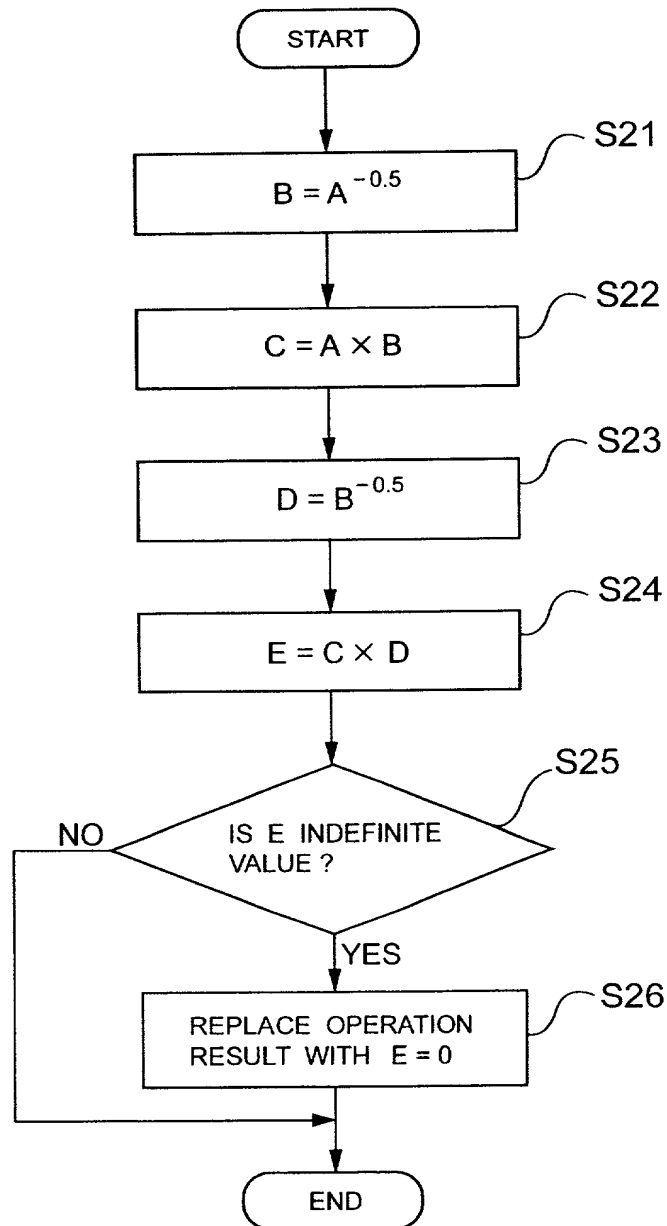 START
S21
B = A^-0.5
S22
C = A × B
S23
D = B^-0.5
S24
E = C × D
S25
IS E INDEFINITE
VALUE ?
NO
YES
S26
REPLACE OPERATION
RESULT WITH E = 0
END